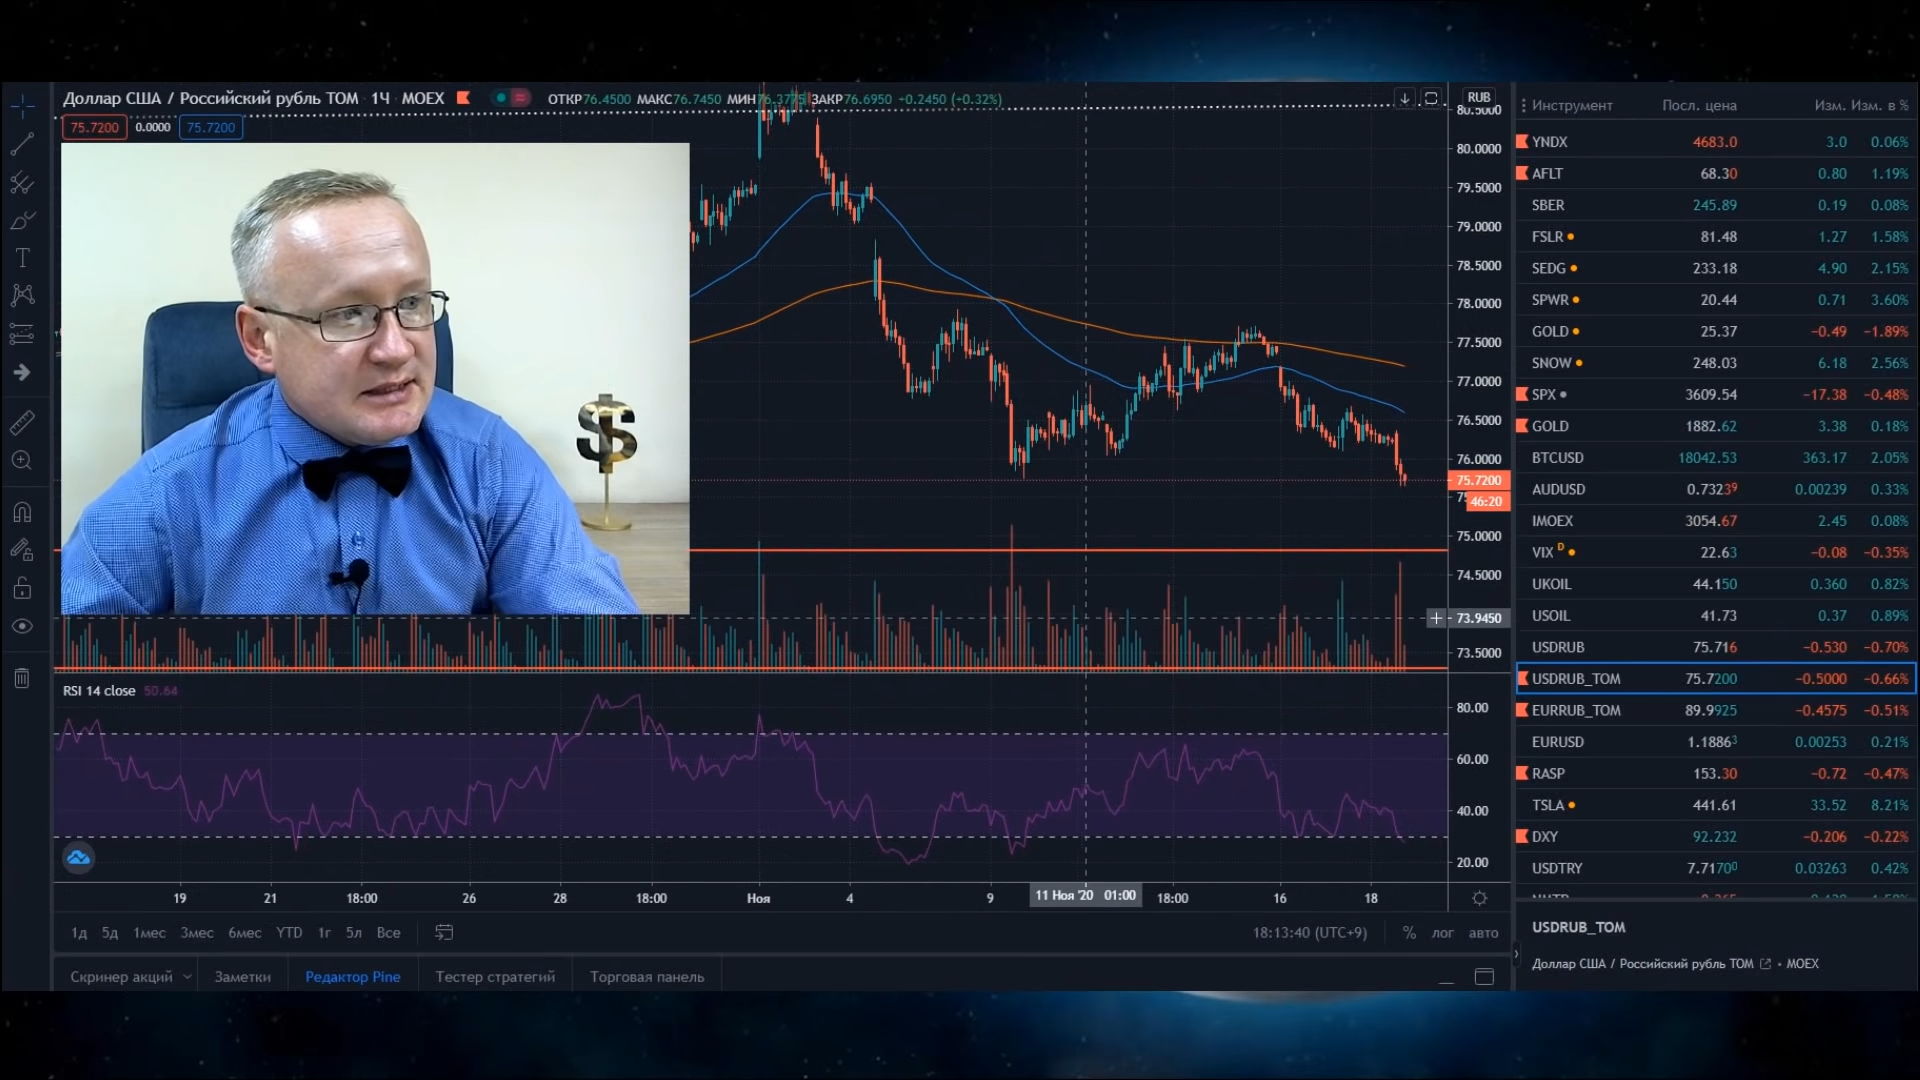 Доллар США / Российский рубль ТОМ · 1Ч · MOEX ОТКР76.4500 МАКС76.7450 МИН76.3775 ЗАКР76.6950 +0.2450 (+0.32%)
75.7200 0.0000 75.7200
RUB
80.5000
80.0000
79.5000
79.0000
78.5000
78.0000
77.5000
77.0000
76.5000
76.0000
75.7200
46:20
75.0000
74.5000
73.9450
73.5000
RSI 14 close 50.64
80.00
60.00
40.00
20.00
19 21 18:00 26 28 18:00 Ноя 4 9 11 Ноя '20 01:00 18:00 16 18
1д 5д 1мес 3мес 6мес YTD 1г 5л Все 18:13:40 (UTC+9) % лог авто
Скринер акций Заметки Редактор Pine Тестер стратегий Торговая панель
Инструмент Посл. цена Изм. Изм. в %
YNDX 4683.0 3.0 0.06%
AFLT 68.30 0.80 1.19%
SBER 245.89 0.19 0.08%
FSLR 81.48 1.27 1.58%
SEDG 233.18 4.90 2.15%
SPWR 20.44 0.71 3.60%
GOLD 25.37 −0.49 −1.89%
SNOW 248.03 6.18 2.56%
SPX 3609.54 −17.38 −0.48%
GOLD 1882.62 3.38 0.18%
BTCUSD 18042.53 363.17 2.05%
AUDUSD 0.73239 0.00239 0.33%
IMOEX 3054.67 2.45 0.08%
VIX D 22.63 −0.08 −0.35%
UKOIL 44.150 0.360 0.82%
USOIL 41.73 0.37 0.89%
USDRUB 75.716 −0.530 −0.70%
USDRUB_TOM 75.7200 −0.5000 −0.66%
EURRUB_TOM 89.9925 −0.4575 −0.51%
EURUSD 1.18863 0.00253 0.21%
RASP 153.30 −0.72 −0.47%
TSLA 441.61 33.52 8.21%
DXY 92.232 −0.206 −0.22%
USDTRY 7.71700 0.03263 0.42%
USDRUB_TOM
Доллар США / Российский рубль ТОМ • MOEX